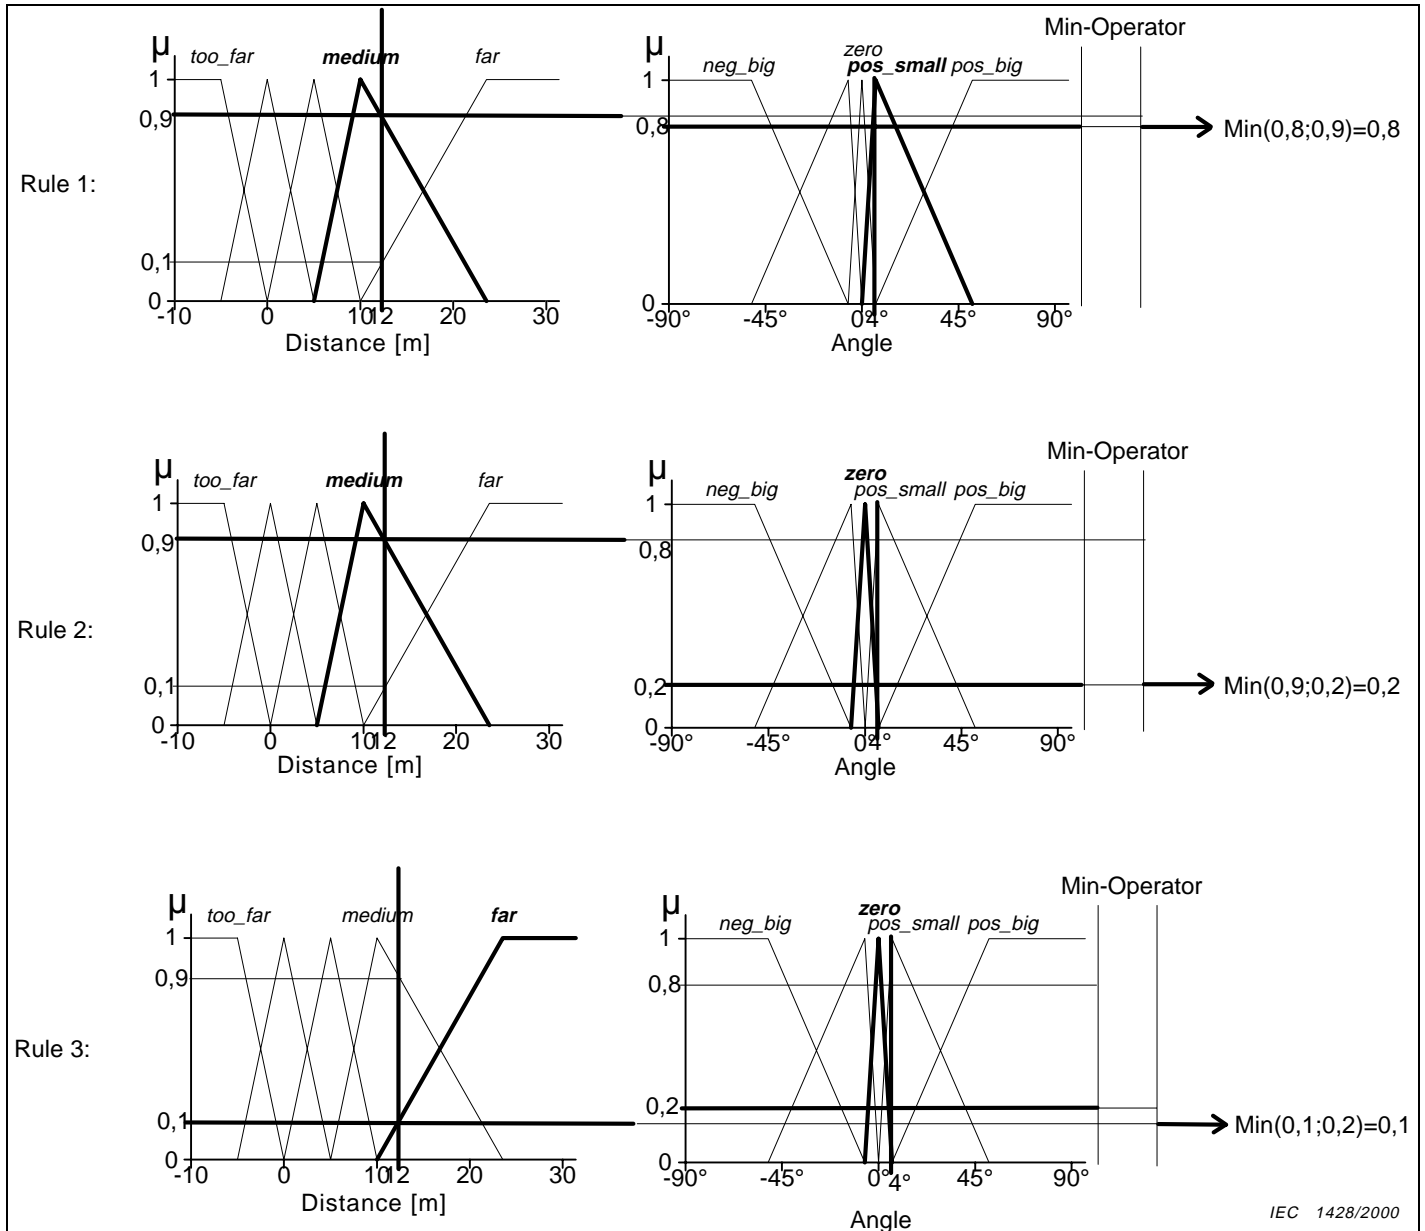 Min-Operator
μ too_far medium far
μ neg_big zero pos_small pos_big
1
0,9
0,1
0
-10 0 10 12 20 30
Distance [m]
1
0,8
0
-90° -45° 0° 4° 45° 90°
Angle
Rule 1:
Min(0,8;0,9)=0,8
Min-Operator
μ too_far medium far
μ neg_big zero pos_small pos_big
1
0,9
0,1
0
-10 0 10 12 20 30
Distance [m]
1
0,8
0,2
0
-90° -45° 0° 4° 45° 90°
Angle
Rule 2:
Min(0,9;0,2)=0,2
Min-Operator
μ too_far medium far
μ neg_big zero pos_small pos_big
1
0,9
0,1
0
-10 0 10 12 20 30
Distance [m]
1
0,8
0,2
0
-90° -45° 0° 4° 45° 90°
Angle
Rule 3:
Min(0,1;0,2)=0,1
IEC 1428/2000